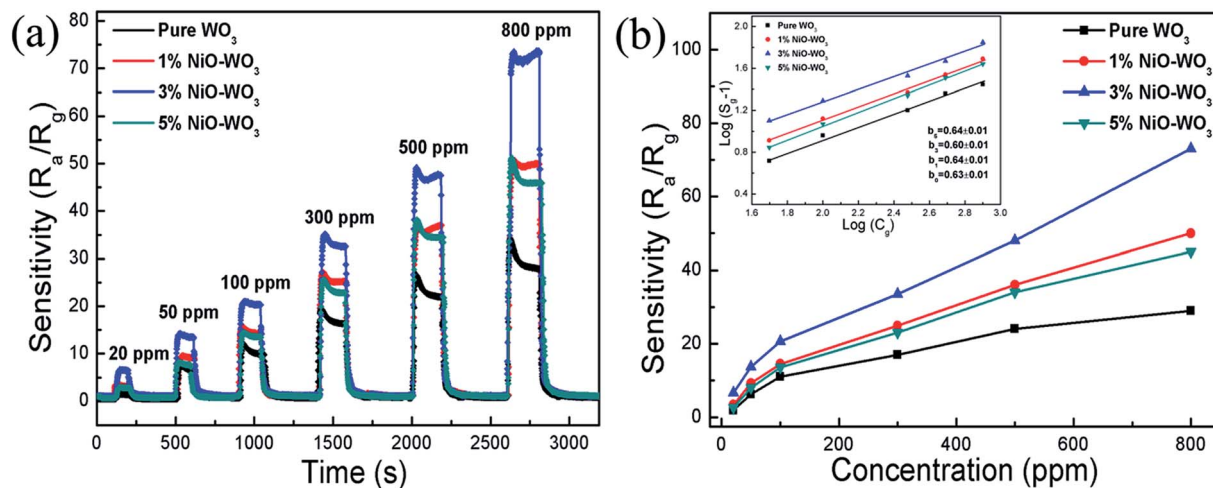 (a)
Sensitivity (Ra/Rg)
80
70
60
50
40
30
20
10
0
Pure WO3
1% NiO-WO3
3% NiO-WO3
5% NiO-WO3
20 ppm
50 ppm
100 ppm
300 ppm
500 ppm
800 ppm
0 500 1000 1500 2000 2500 3000
Time (s)
(b)
Sensitivity (Ra/Rg)
100
80
60
40
20
0
Log (Sg-1)
2.0
1.6
1.2
0.8
0.4
Pure WO3
1% NiO-WO3
3% NiO-WO3
5% NiO-WO3
b5=0.64±0.01
b3=0.60±0.01
b1=0.64±0.01
b0=0.63±0.01
1.6 1.8 2.0 2.2 2.4 2.6 2.8 3.0
Log (Cg)
Pure WO3
1% NiO-WO3
3% NiO-WO3
5% NiO-WO3
0 200 400 600 800
Concentration (ppm)